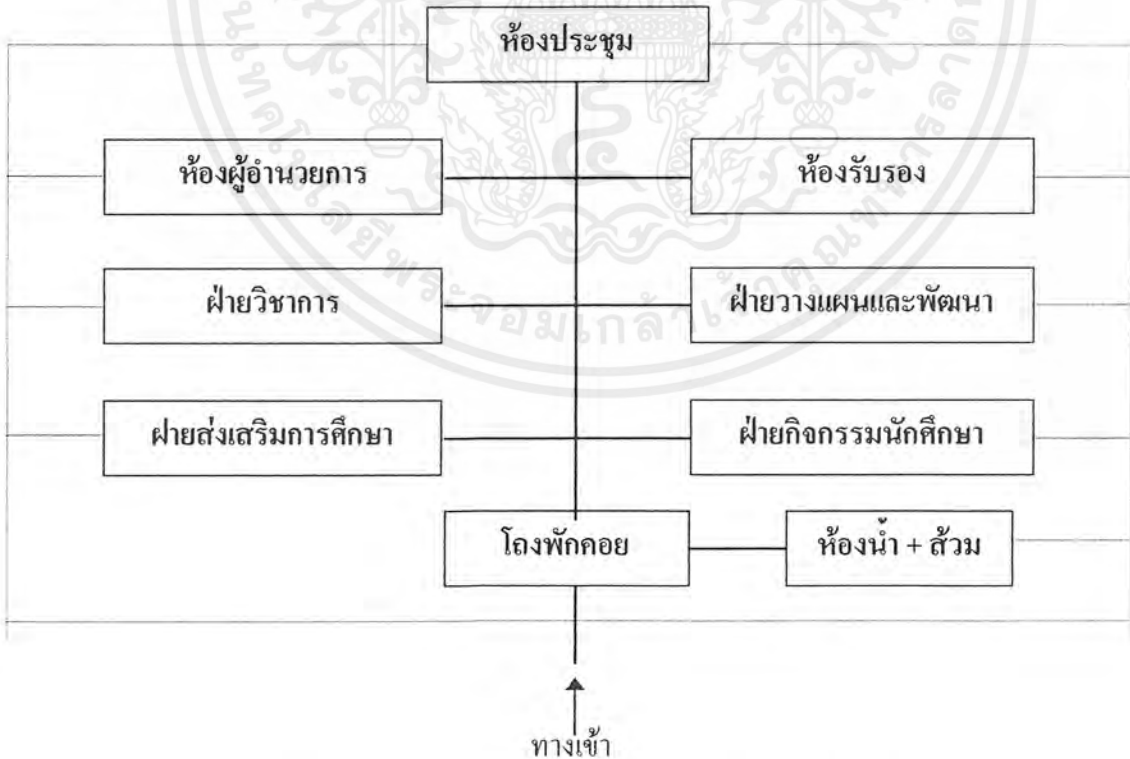 ห้องประชุม
ห้องผู้อำนวยการ
ห้องรับรอง
ฝ่ายวิชาการ
ฝ่ายวางแผนและพัฒนา
ฝายส่งเสริมการศึกษา
ฝ่ายกิจกรรมนักศึกษา
โถงพักคอย
ห้องน้ำ + ส้วม
ทางเข้า